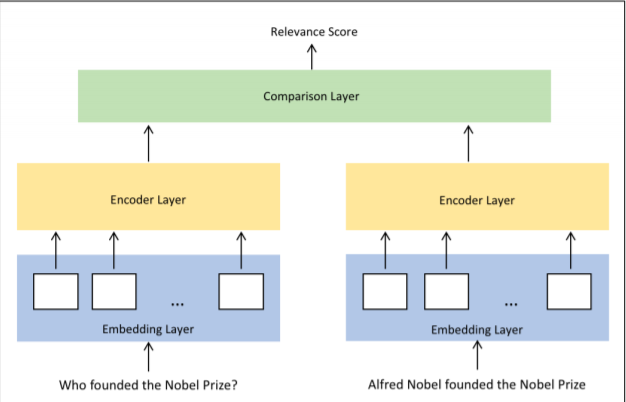 Relevance Score
Comparison Layer
Encoder Layer
Encoder Layer
...
Embedding Layer
...
Embedding Layer
Who founded the Nobel Prize?
Alfred Nobel founded the Nobel Prize